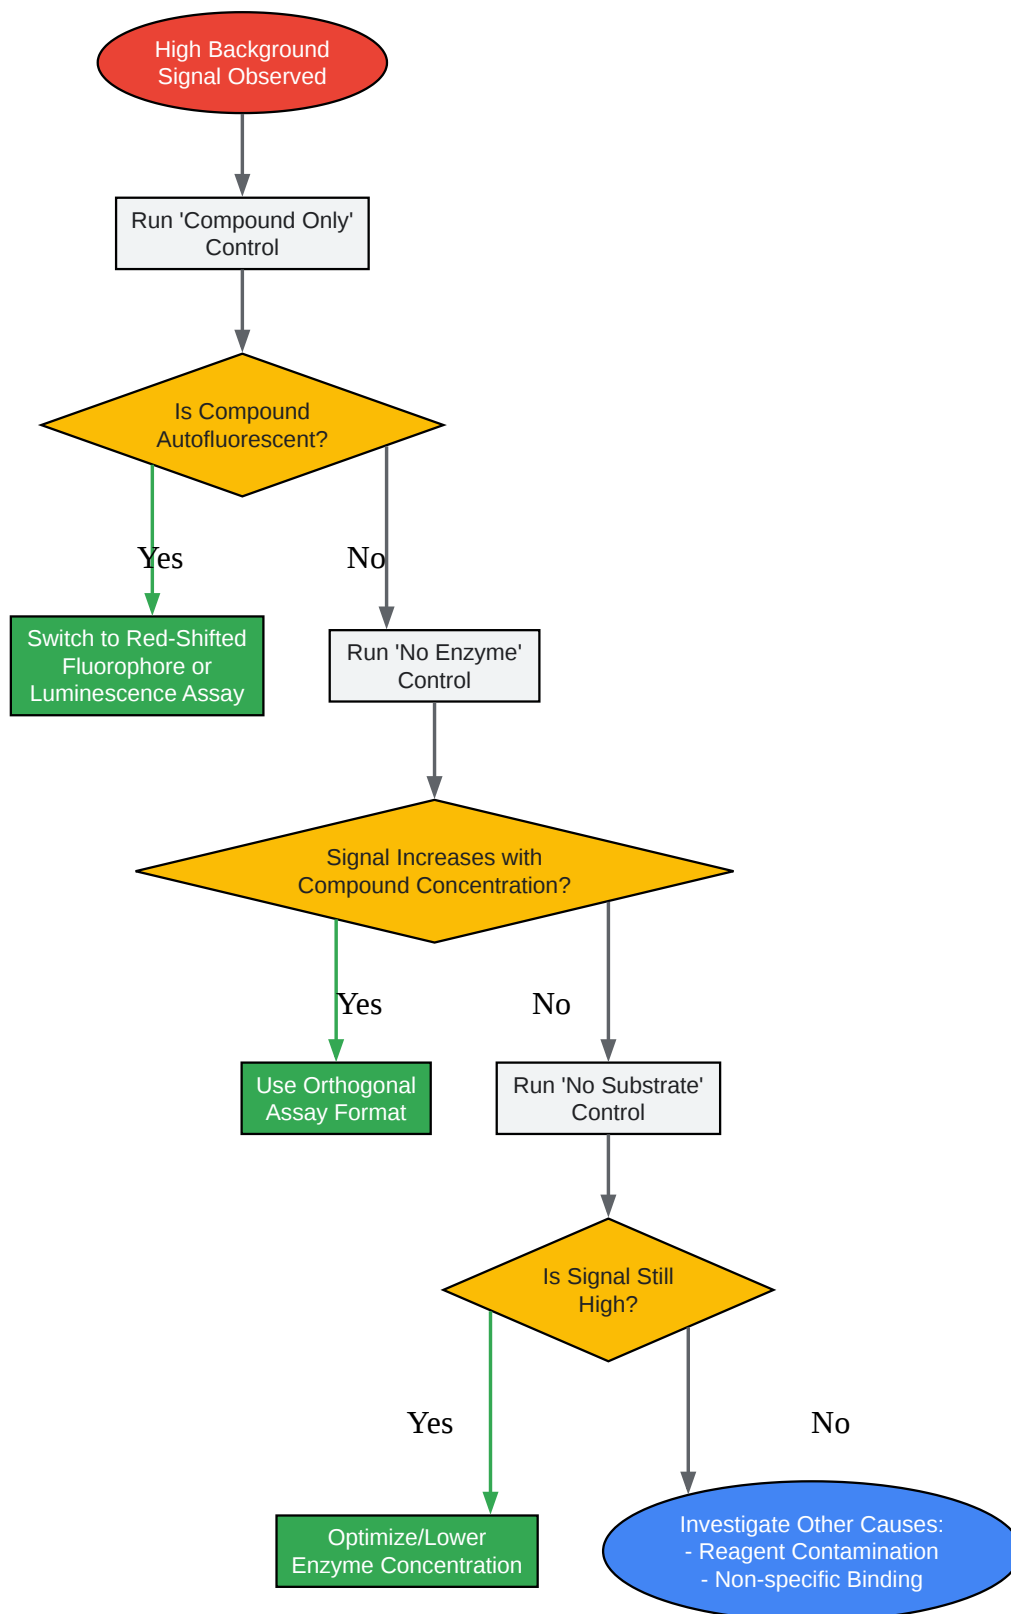 High Background
Signal Observed
Run 'Compound Only'
Control
Is Compound
Autofluorescent?
Yes
No
Switch to Red-Shifted
Fluorophore or
Luminescence Assay
Run 'No Enzyme'
Control
Signal Increases with
Compound Concentration?
Yes
No
Use Orthogonal
Assay Format
Run 'No Substrate'
Control
Is Signal Still
High?
Yes
No
Optimize/Lower
Enzyme Concentration
Investigate Other Causes:
- Reagent Contamination
- Non-specific Binding